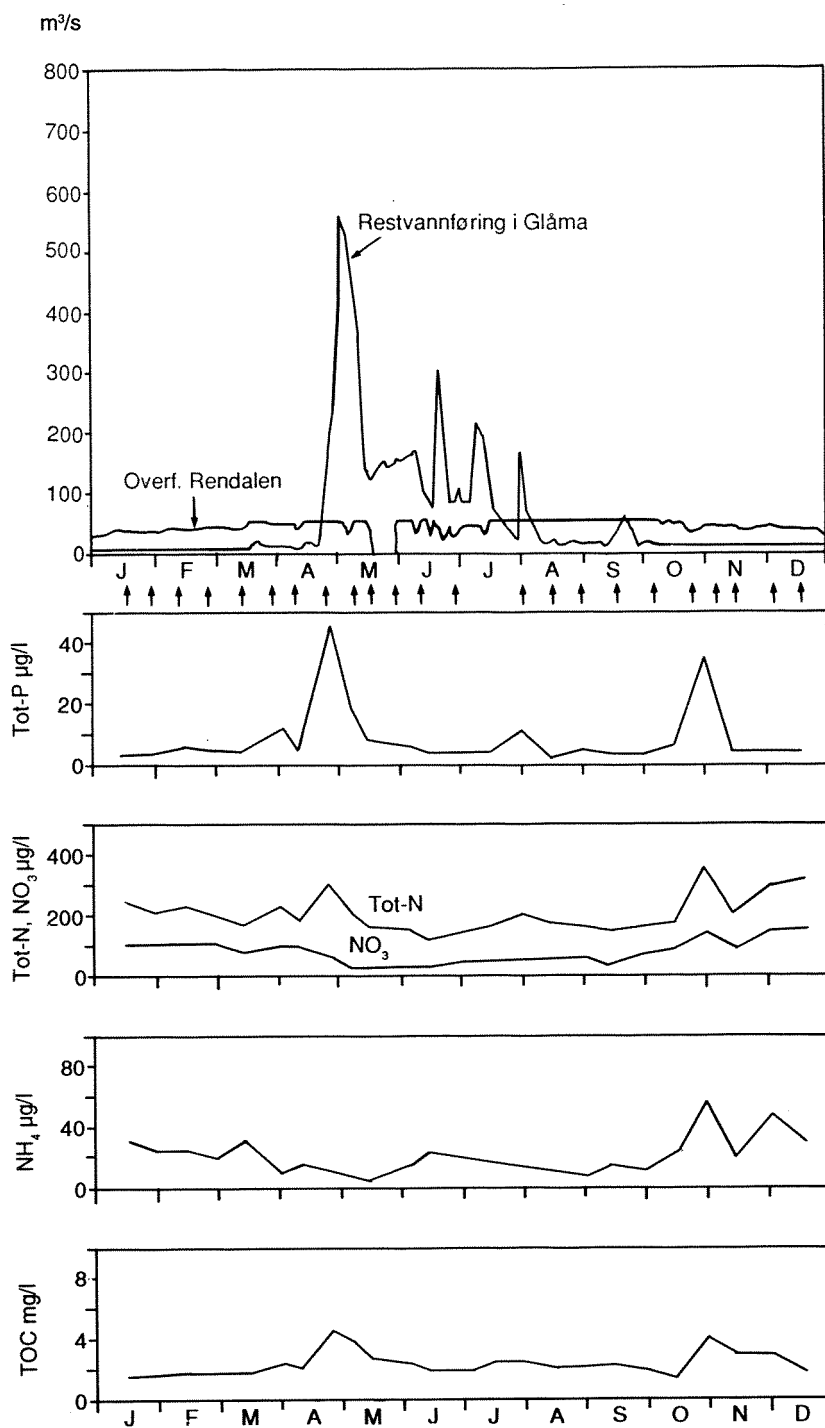 m³/s
800
700
600
500
400
300
200
100
0
Restvannføring i Glåma
Overf. Rendalen
J F M A M J J A S O N D
Tot-P µg/l
40
20
0
Tot-N, NO₃ µg/l
400
200
0
Tot-N
NO₃
NH₄ µg/l
80
40
0
TOC mg/l
8
4
0
J F M A M J J A S O N D